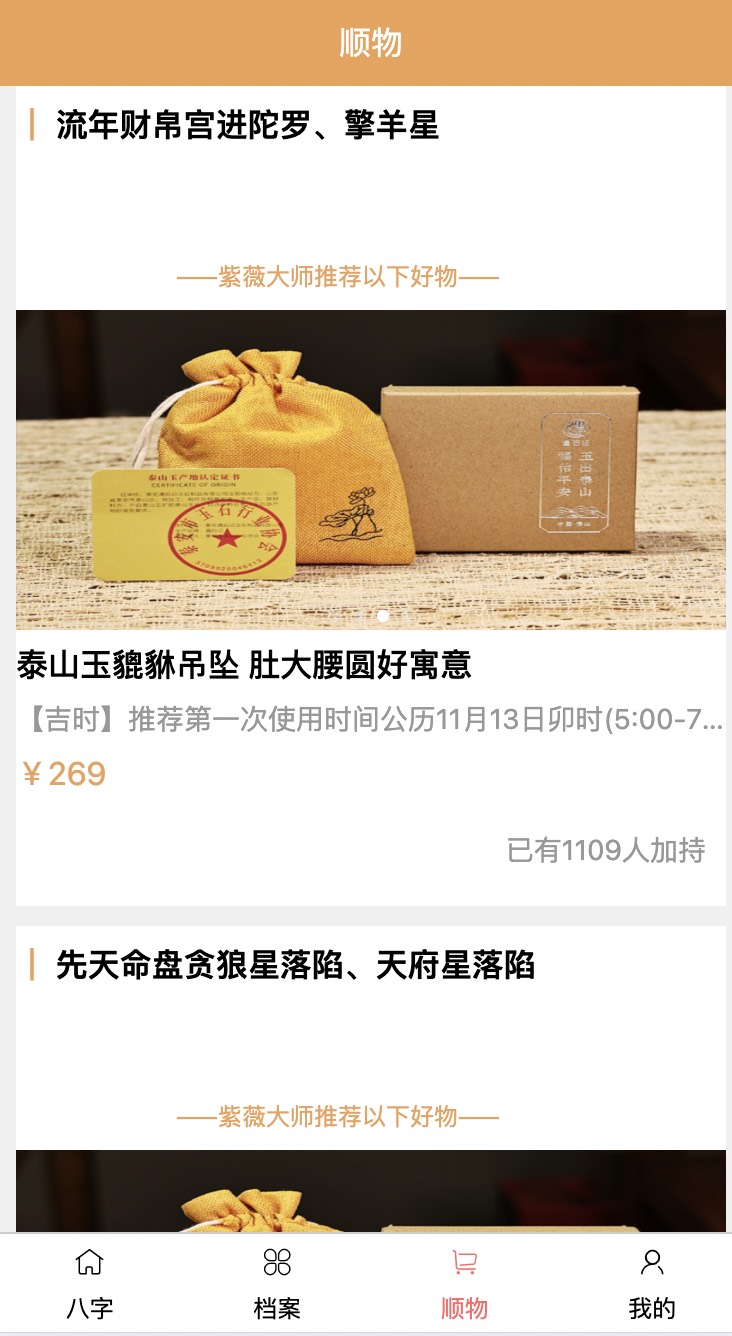 顺物
流年财帛宫进陀罗、擎羊星
——紫薇大师推荐以下好物——
泰山玉产地认定证书
CERTIFICATE OF ORIGIN
泰安市玉石行业协会
3709020046413
玉出泰山
福佑平安
泰山玉貔貅吊坠 肚大腰圆好寓意
【吉时】推荐第一次使用时间公历11月13日卯时(5:00-7...
¥ 269
已有1109人加持
先天命盘贪狼星落陷、天府星落陷
——紫薇大师推荐以下好物——
八字
档案
顺物
我的